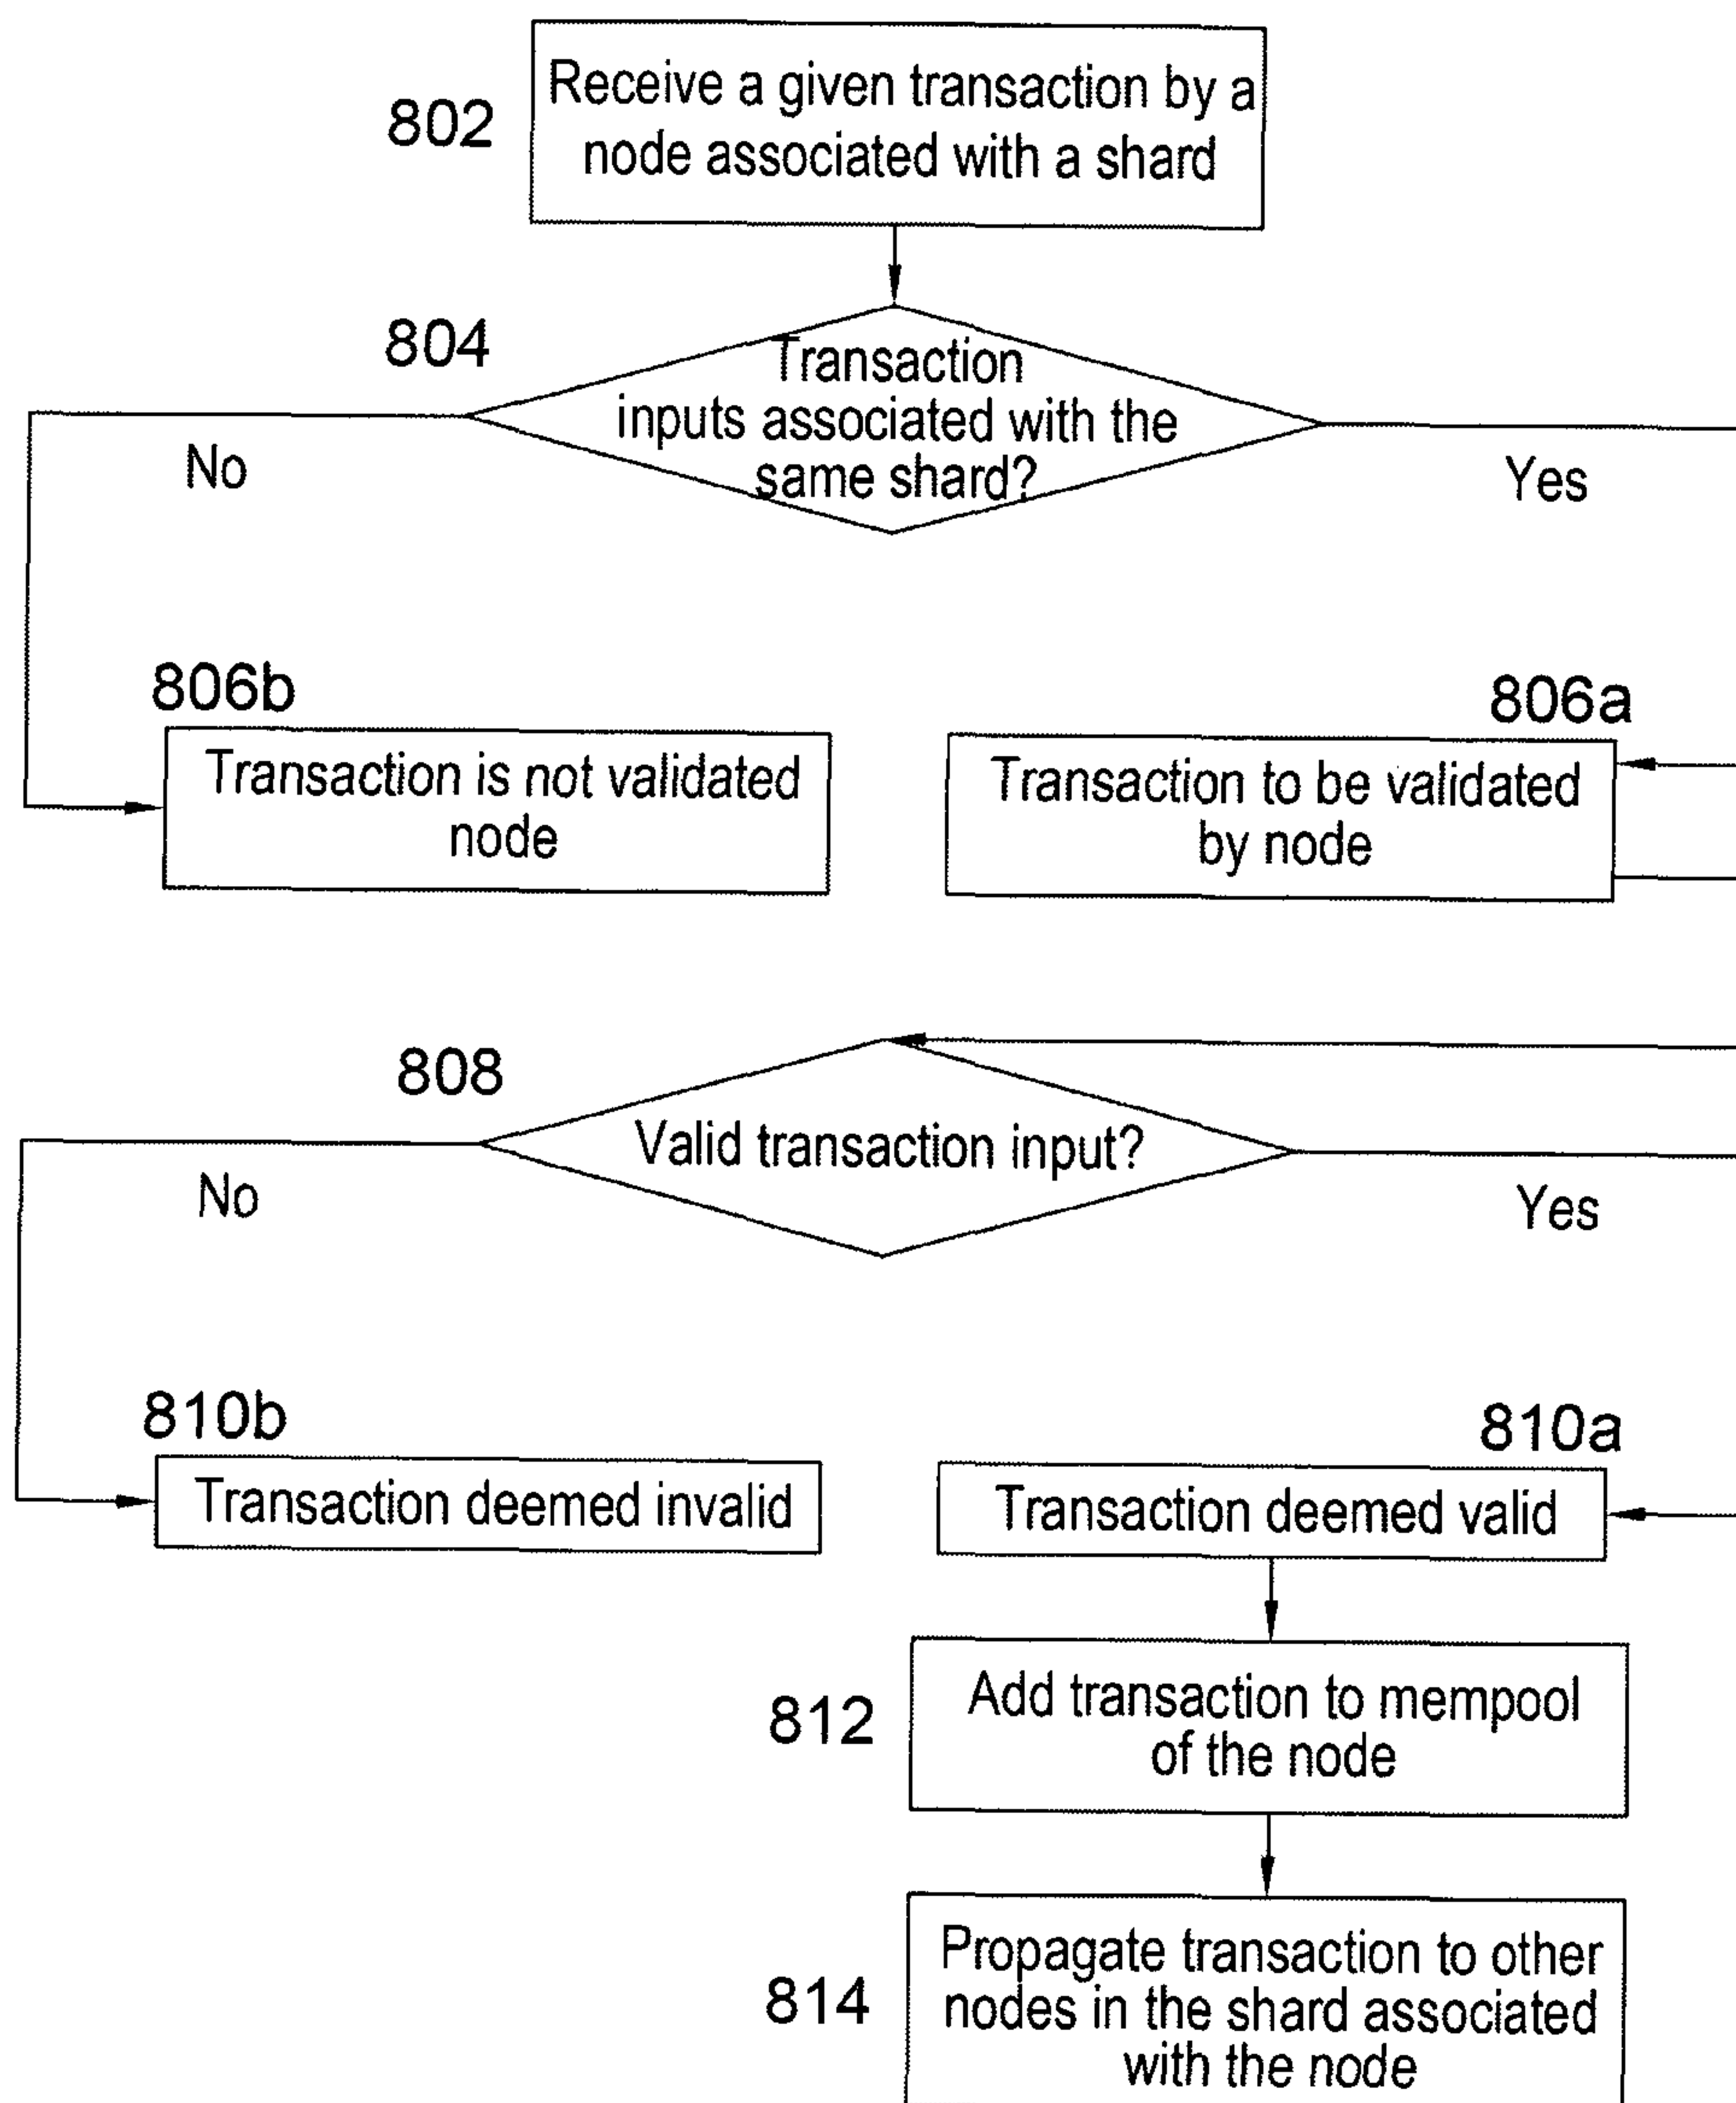 802
Receive a given transaction by a
node associated with a shard
804
Transaction
inputs associated with the
same shard?
No
Yes
806b
806a
Transaction is not validated
node
Transaction to be validated
by node
808
Valid transaction input?
No
Yes
810b
810a
Transaction deemed invalid
Transaction deemed valid
812
Add transaction to mempool
of the node
814
Propagate transaction to other
nodes in the shard associated
with the node